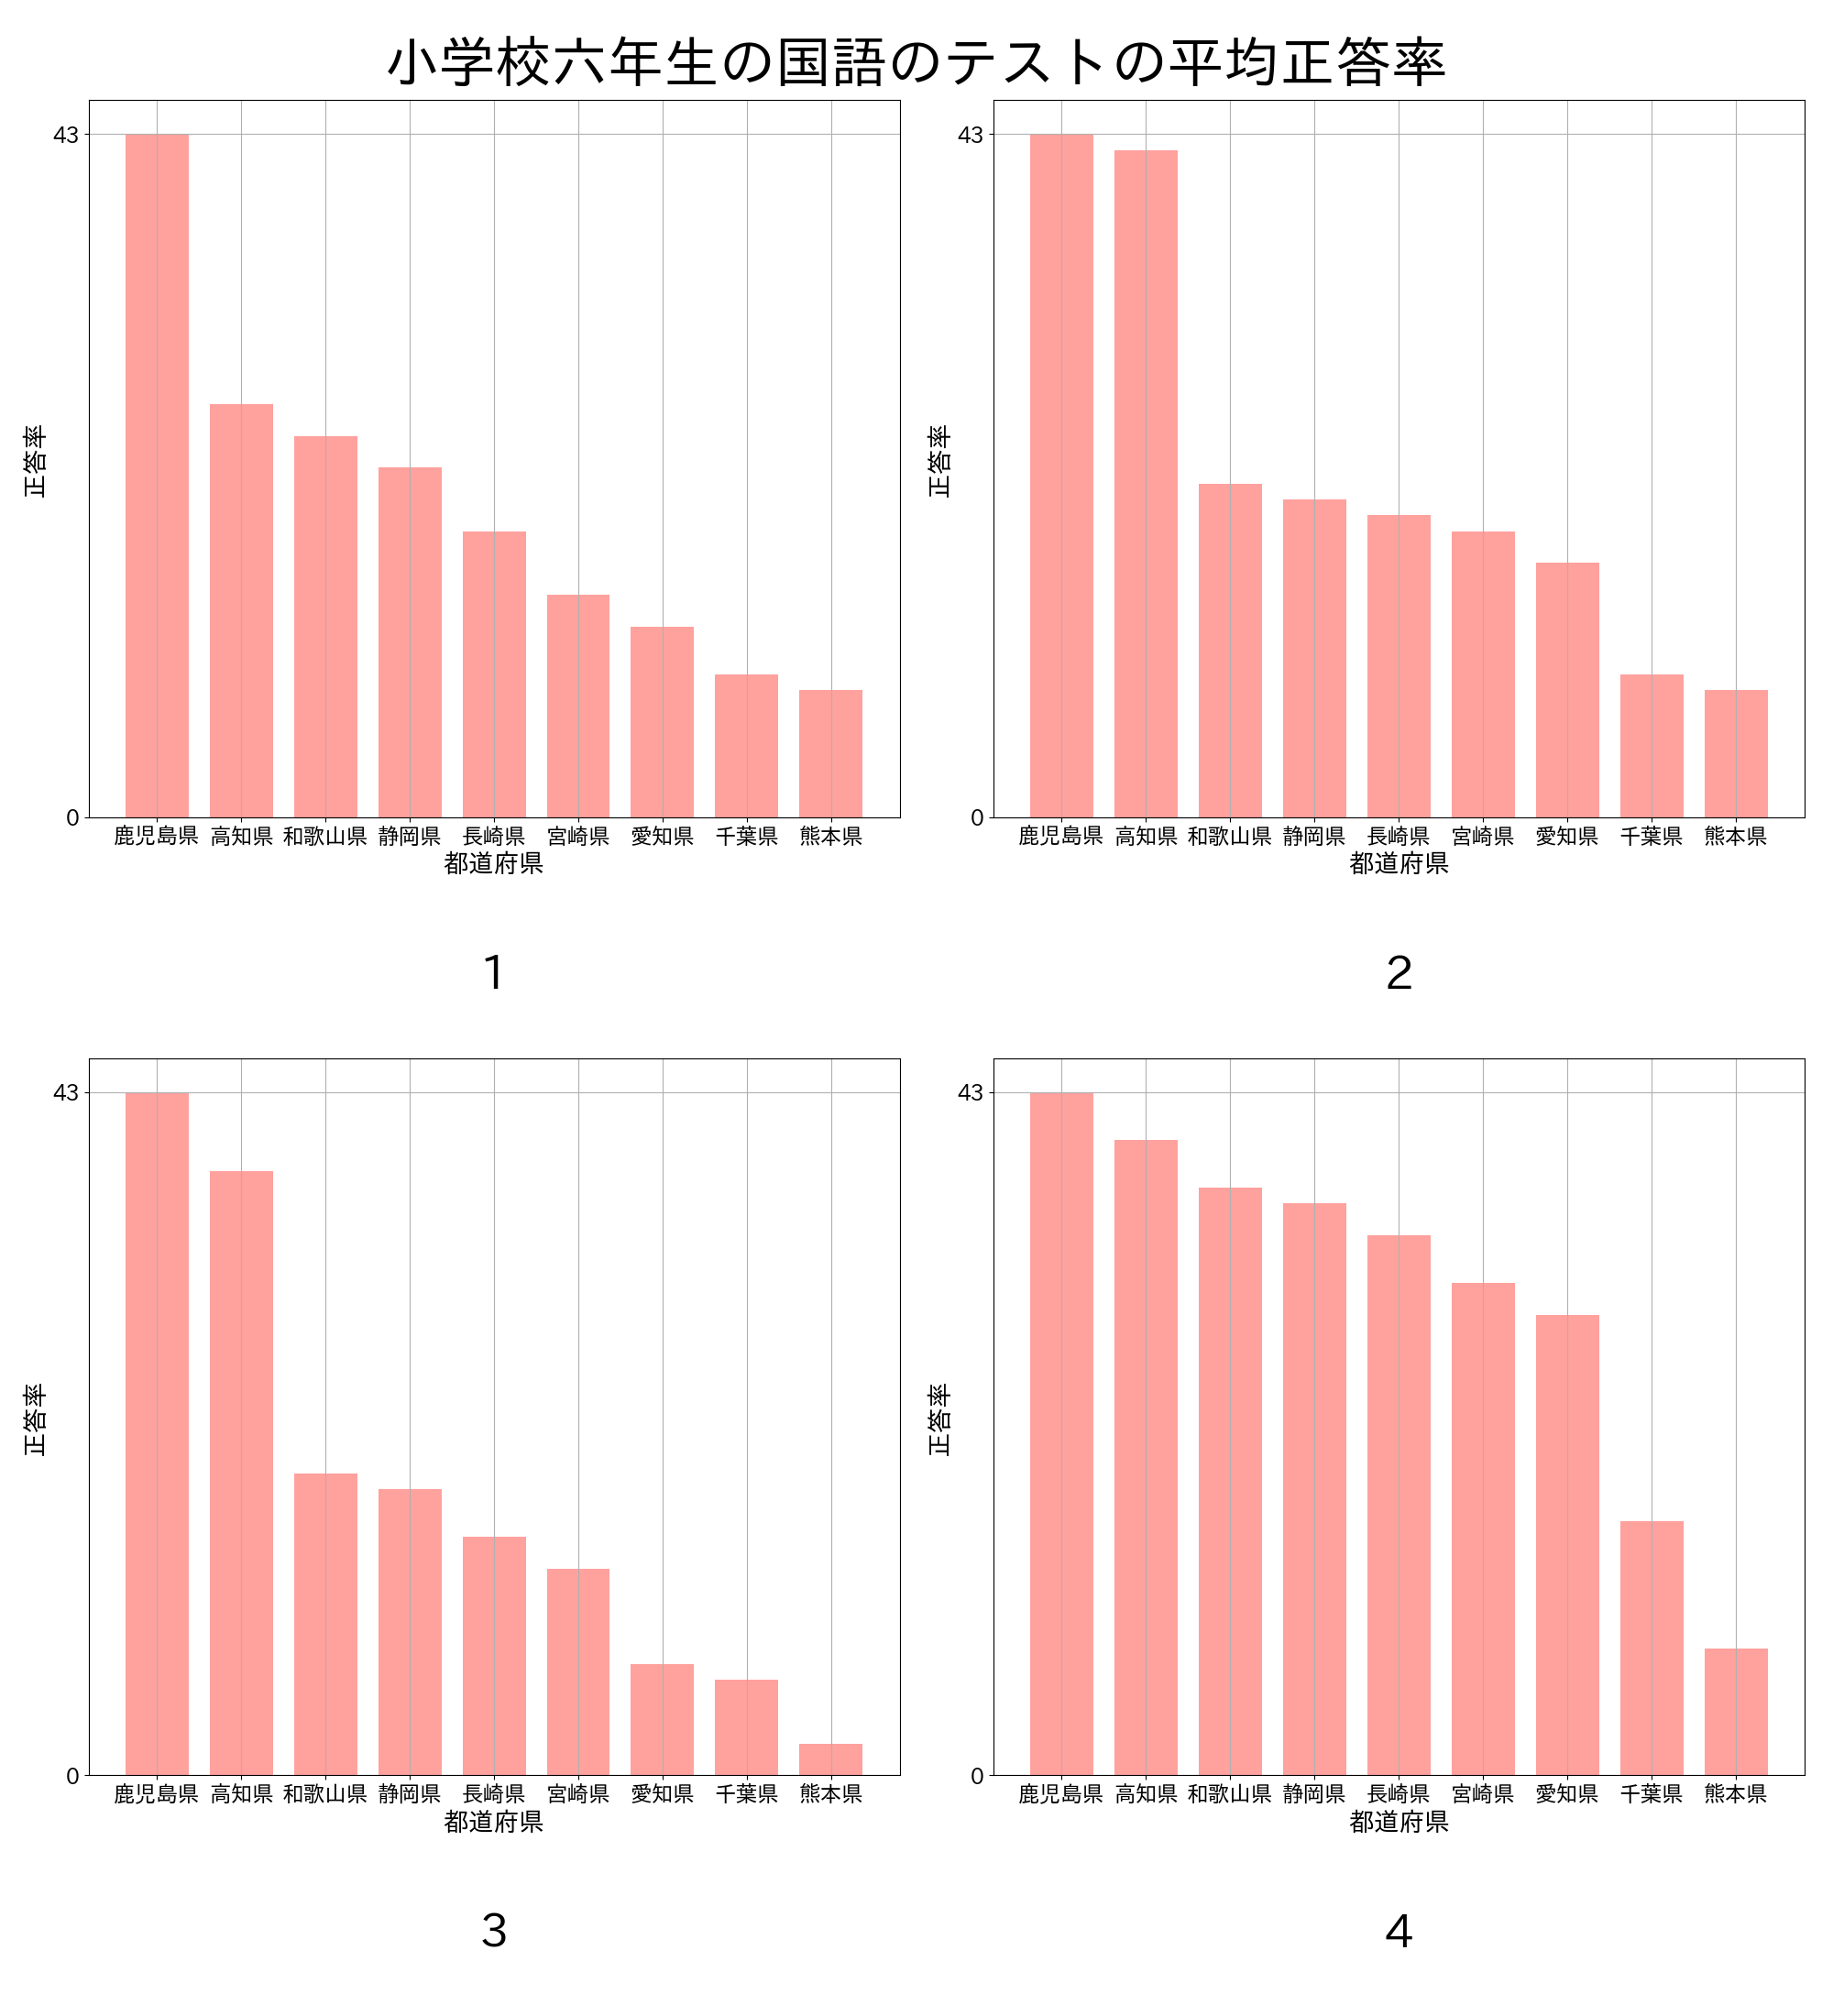 小学校六年生の国語のテストの平均正答率
43
0
正答率
鹿児島県 高知県 和歌山県 静岡県 長崎県 宮崎県 愛知県 千葉県 熊本県
都道府県
1
43
0
正答率
鹿児島県 高知県 和歌山県 静岡県 長崎県 宮崎県 愛知県 千葉県 熊本県
都道府県
2
43
0
正答率
鹿児島県 高知県 和歌山県 静岡県 長崎県 宮崎県 愛知県 千葉県 熊本県
都道府県
3
43
0
正答率
鹿児島県 高知県 和歌山県 静岡県 長崎県 宮崎県 愛知県 千葉県 熊本県
都道府県
4